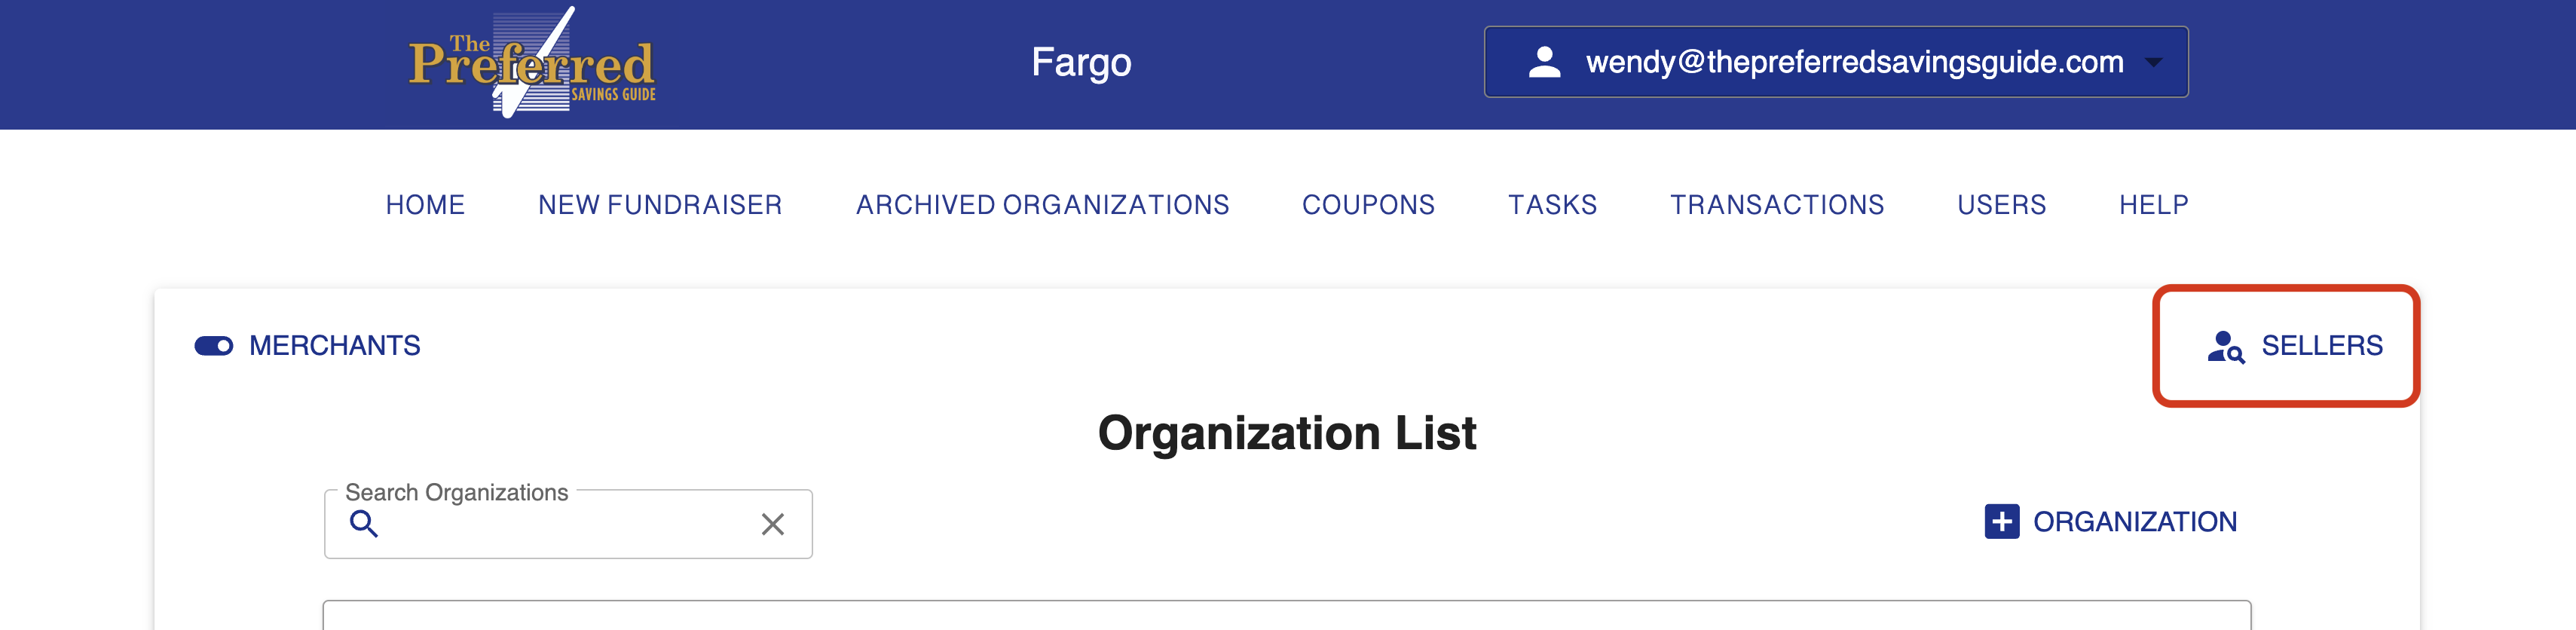 The Preferred SAVINGS GUIDE
Fargo
wendy@thepreferredsavingsguide.com
HOME NEW FUNDRAISER ARCHIVED ORGANIZATIONS COUPONS TASKS TRANSACTIONS USERS HELP
MERCHANTS
SELLERS
Organization List
Search Organizations
ORGANIZATION